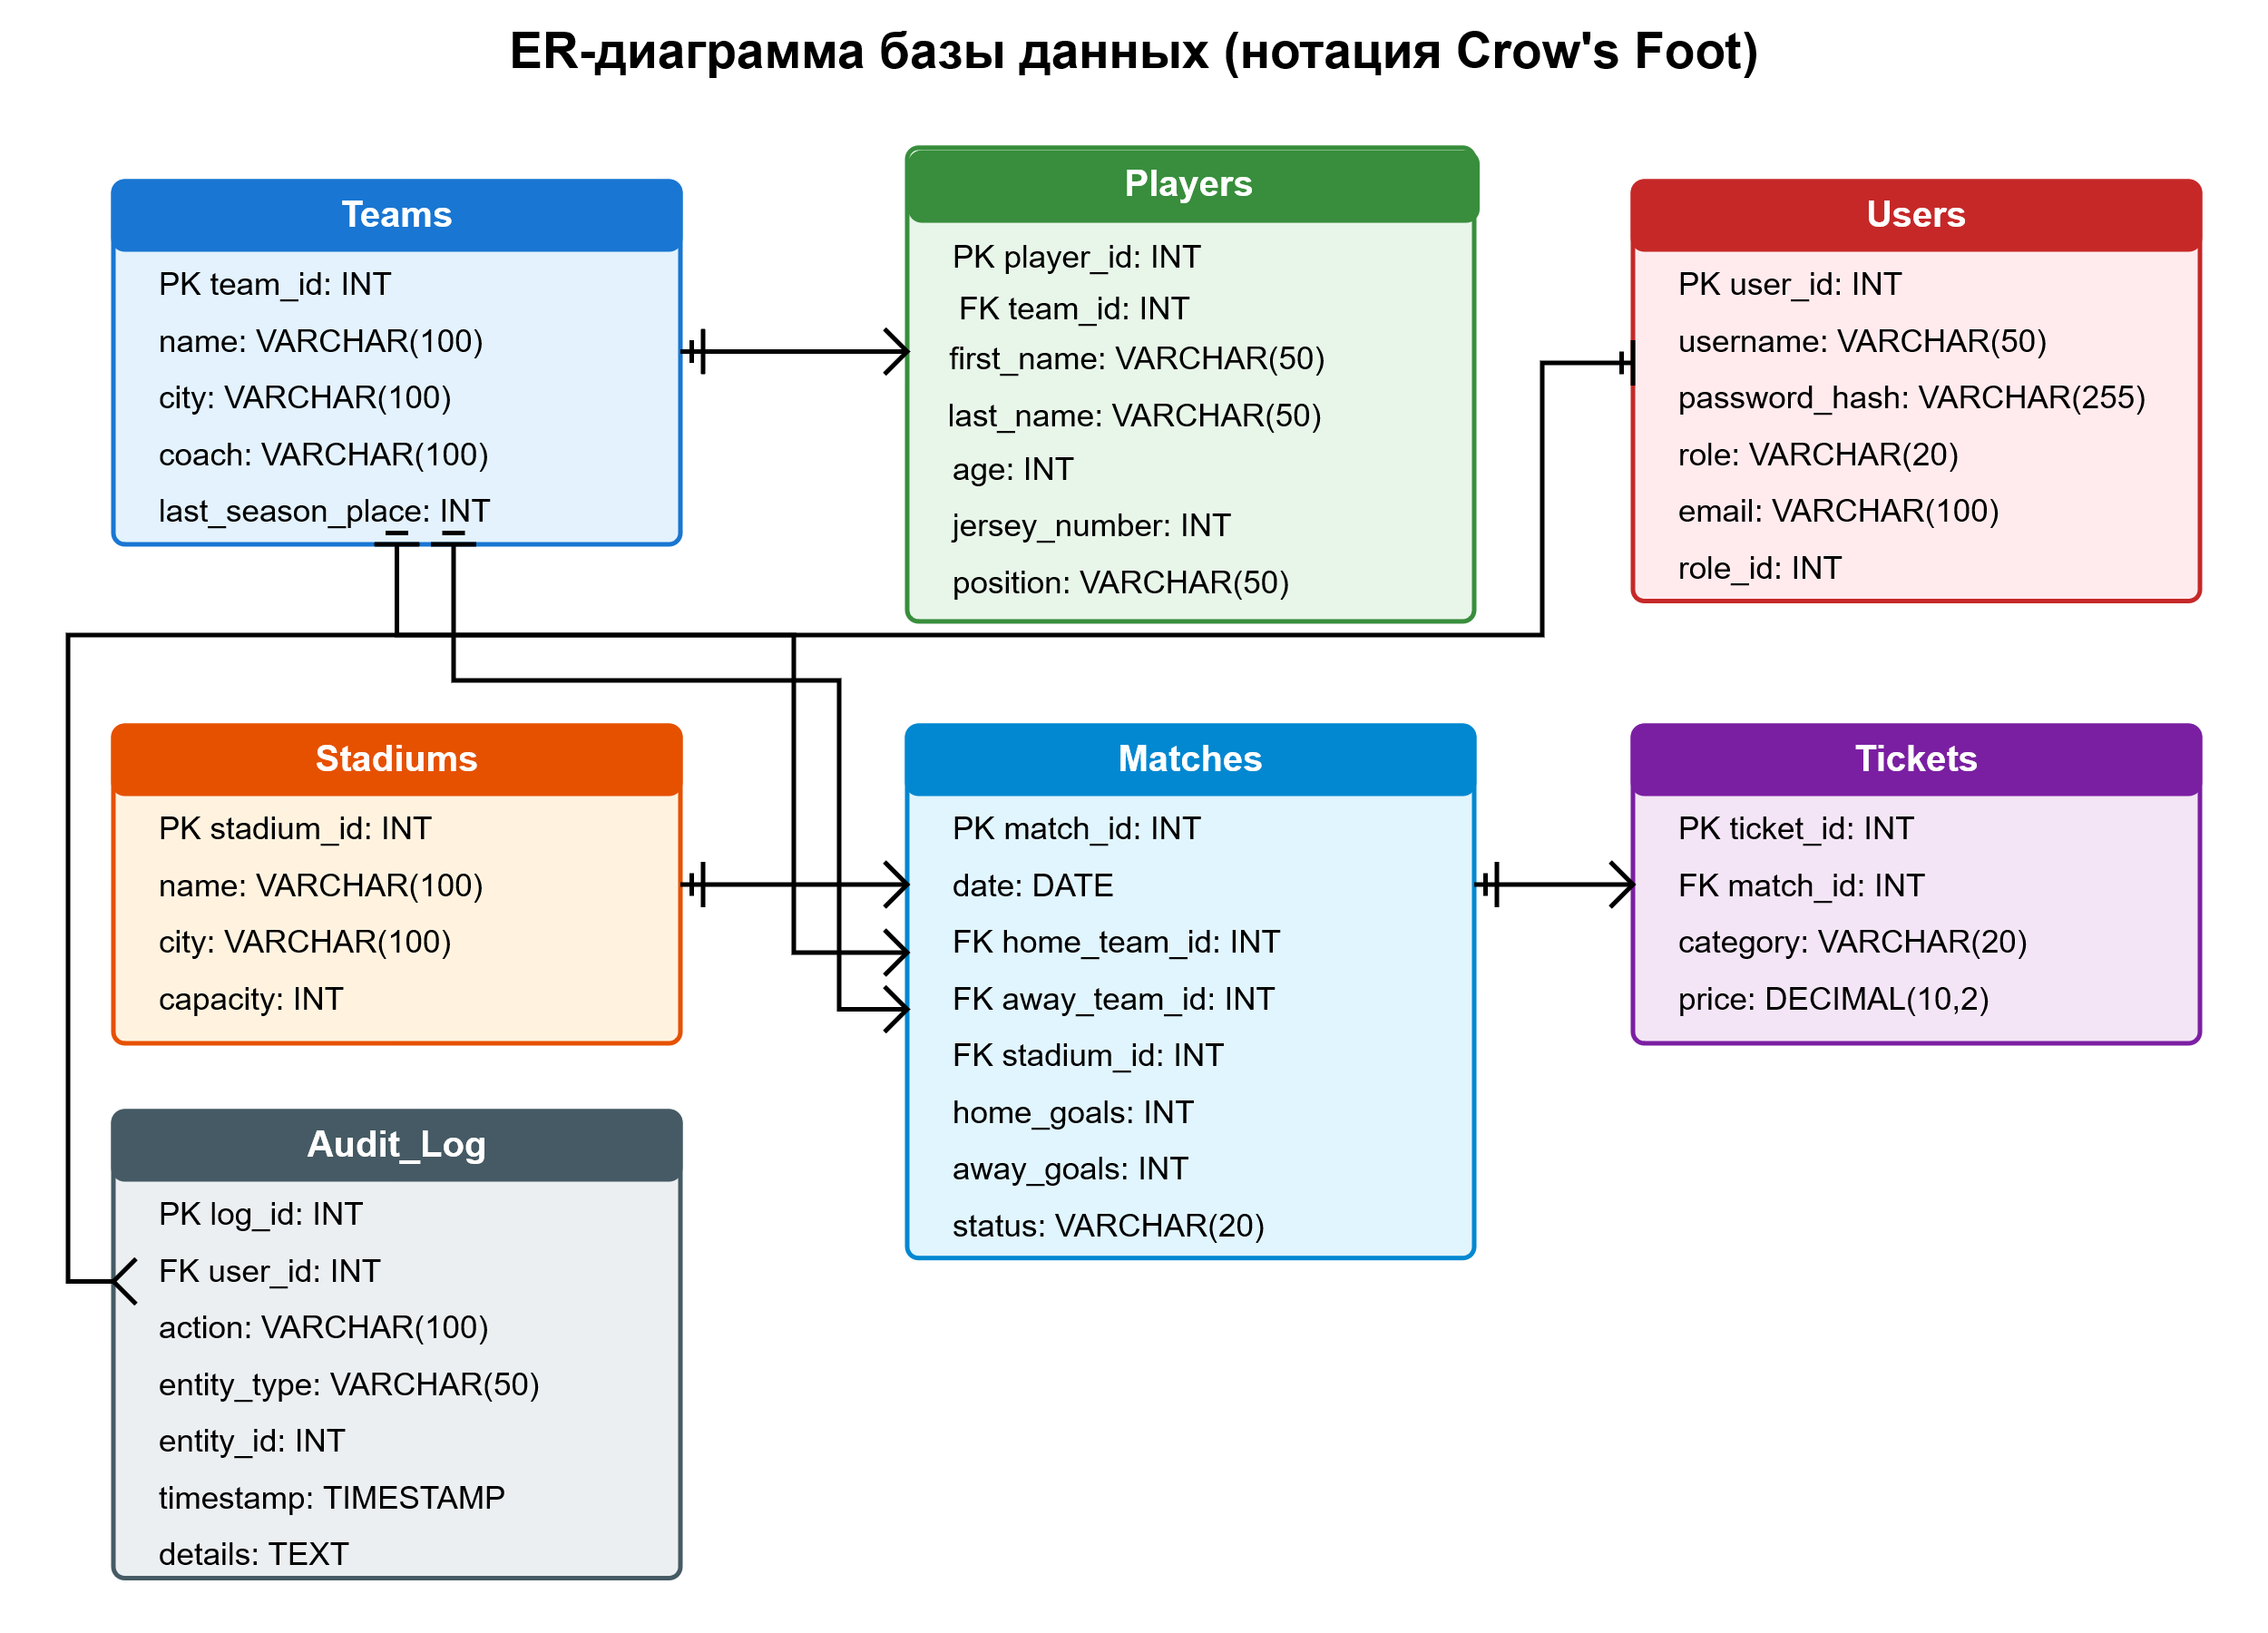 ER-диаграмма базы данных (нотация Crow's Foot)
Teams
PK team_id: INT
name: VARCHAR(100)
city: VARCHAR(100)
coach: VARCHAR(100)
last_season_place: INT
Players
PK player_id: INT
FK team_id: INT
first_name: VARCHAR(50)
last_name: VARCHAR(50)
age: INT
jersey_number: INT
position: VARCHAR(50)
Users
PK user_id: INT
username: VARCHAR(50)
password_hash: VARCHAR(255)
role: VARCHAR(20)
email: VARCHAR(100)
role_id: INT
Stadiums
PK stadium_id: INT
name: VARCHAR(100)
city: VARCHAR(100)
capacity: INT
Matches
PK match_id: INT
date: DATE
FK home_team_id: INT
FK away_team_id: INT
FK stadium_id: INT
home_goals: INT
away_goals: INT
status: VARCHAR(20)
Tickets
PK ticket_id: INT
FK match_id: INT
category: VARCHAR(20)
price: DECIMAL(10,2)
Audit_Log
PK log_id: INT
FK user_id: INT
action: VARCHAR(100)
entity_type: VARCHAR(50)
entity_id: INT
timestamp: TIMESTAMP
details: TEXT